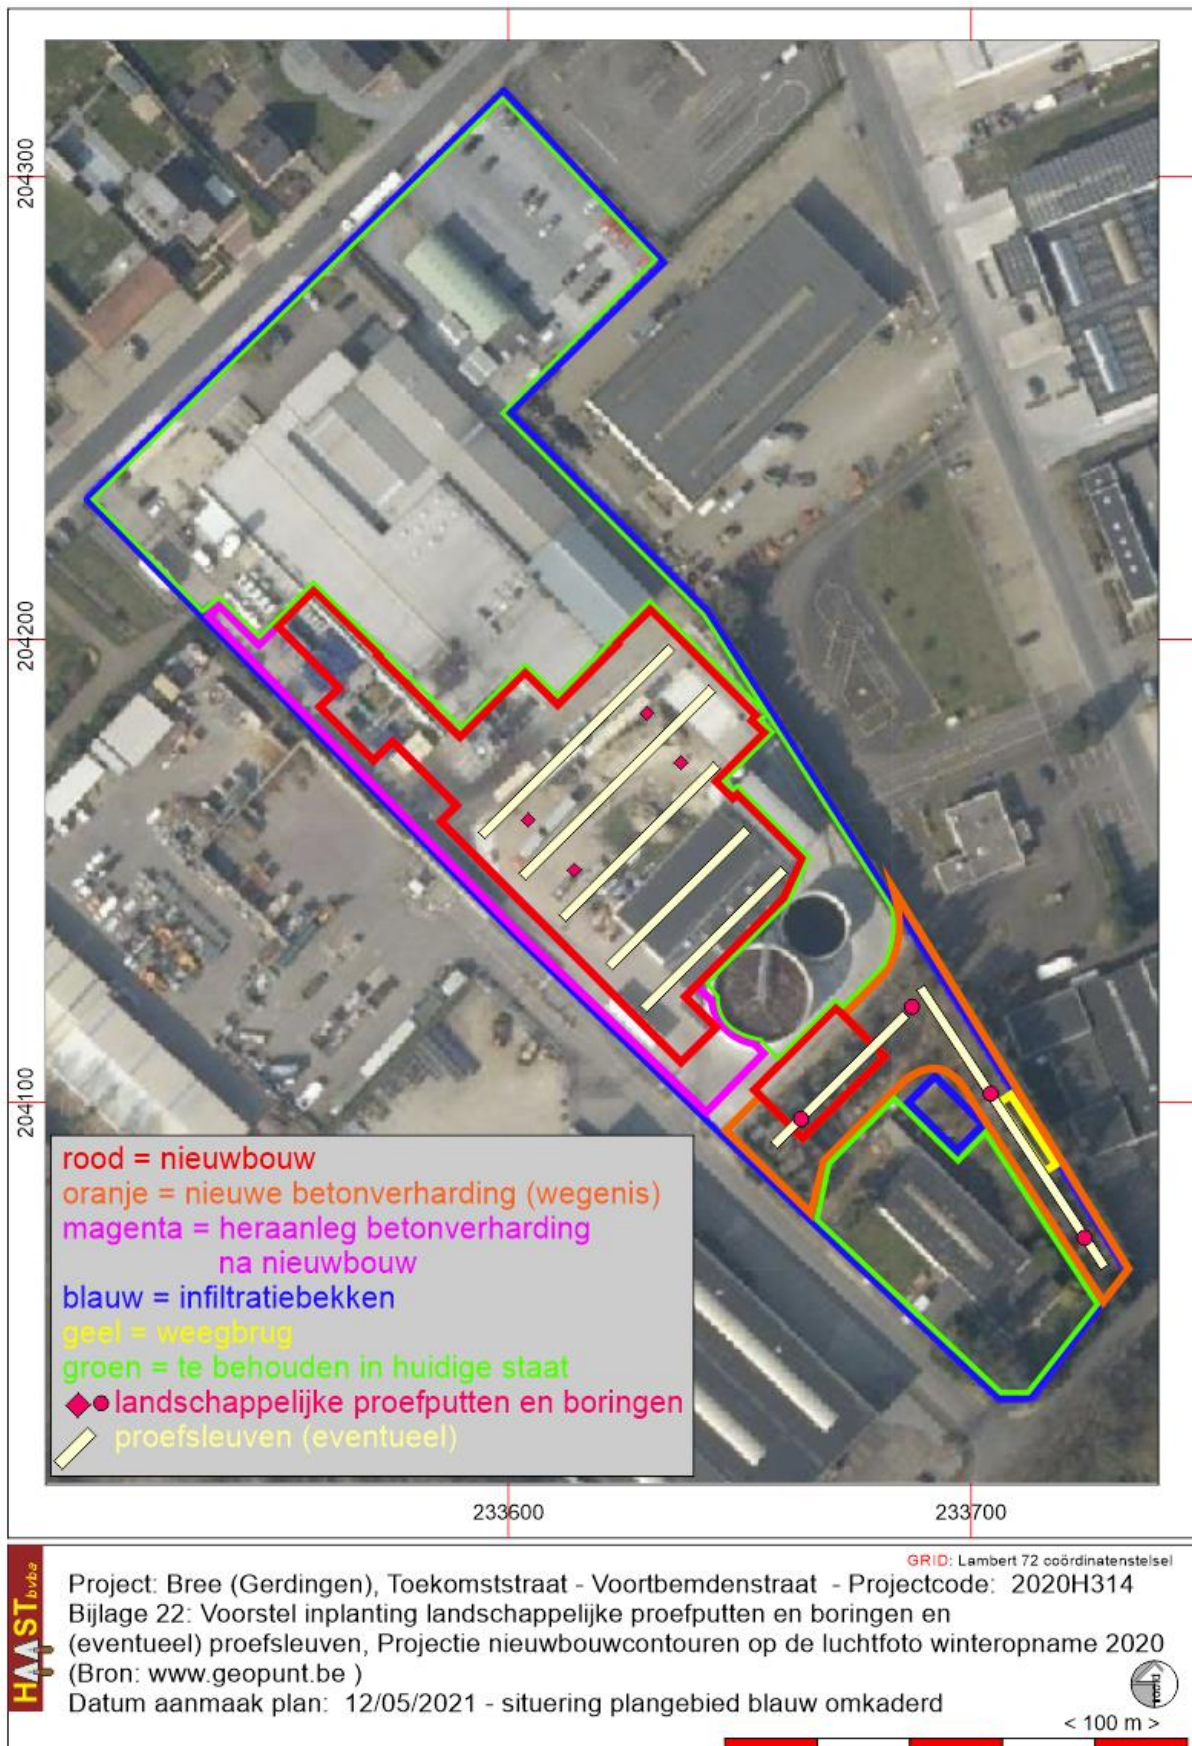 204300
204200
204100
rood = nieuwbouw
oranje = nieuwe betonverharding (wegenis)
magenta = heraanleg betonverharding
na nieuwbouw
blauw = infiltratiebekken
geel = weegbrug
groen = te behouden in huidige staat
landschappelijke proefputten en boringen
proefsleuven (eventueel)
233600
233700
GRID: Lambert 72 coördinatenstelsel
HAAST bvba
Project: Bree (Gerdingen), Toekomststraat - Voortbemdenstraat - Projectcode: 2020H314
Bijlage 22: Voorstel inplanting landschappelijke proefputten en boringen en
(eventueel) proefsleuven, Projectie nieuwbouwcontouren op de luchtfoto winteropname 2020
(Bron: www.geopunt.be )
Datum aanmaak plan: 12/05/2021 - situering plangebied blauw omkaderd
noord
< 100 m >